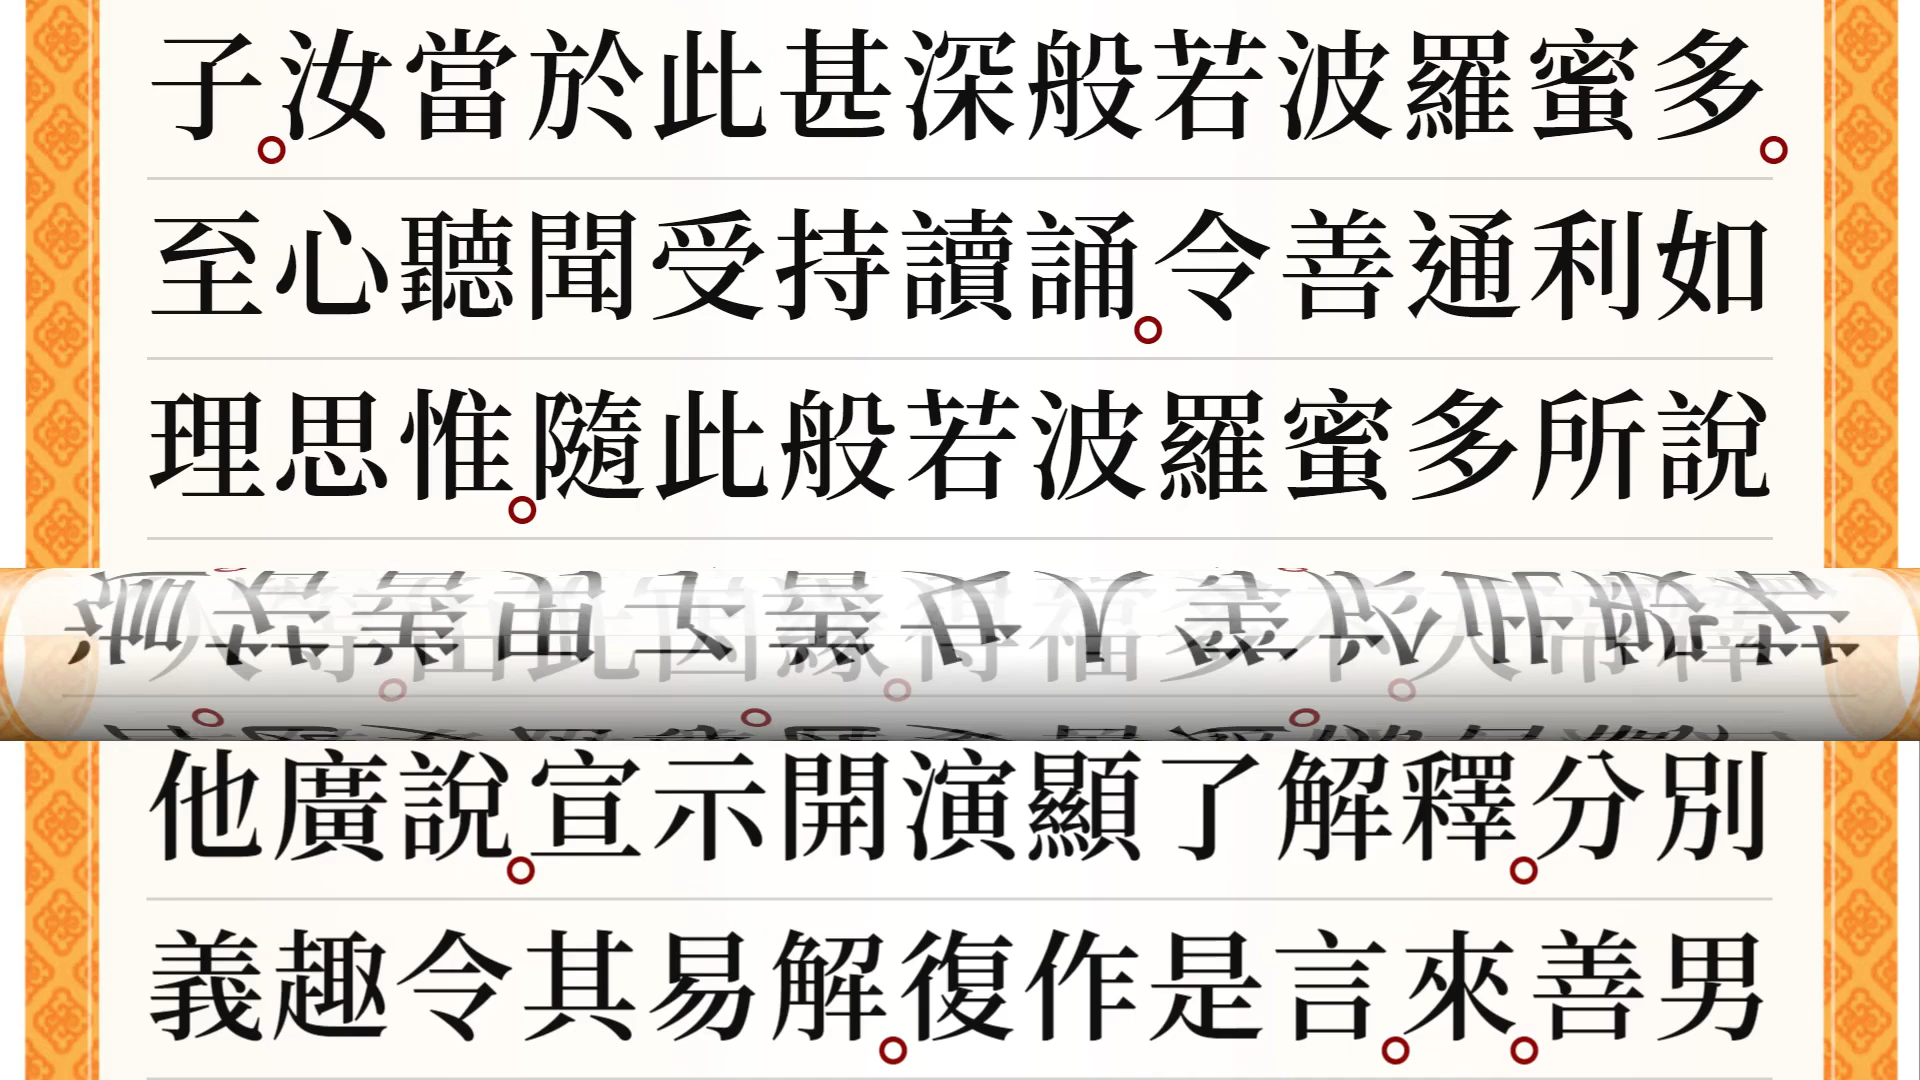 子。汝當於此甚深般若波羅蜜多。
至心聽聞受持讀誦。令善通利如
理思惟。隨此般若波羅蜜多所說
他廣說。宣示開演顯了解釋。分別
義趣令其易解。復作是言。來。善男